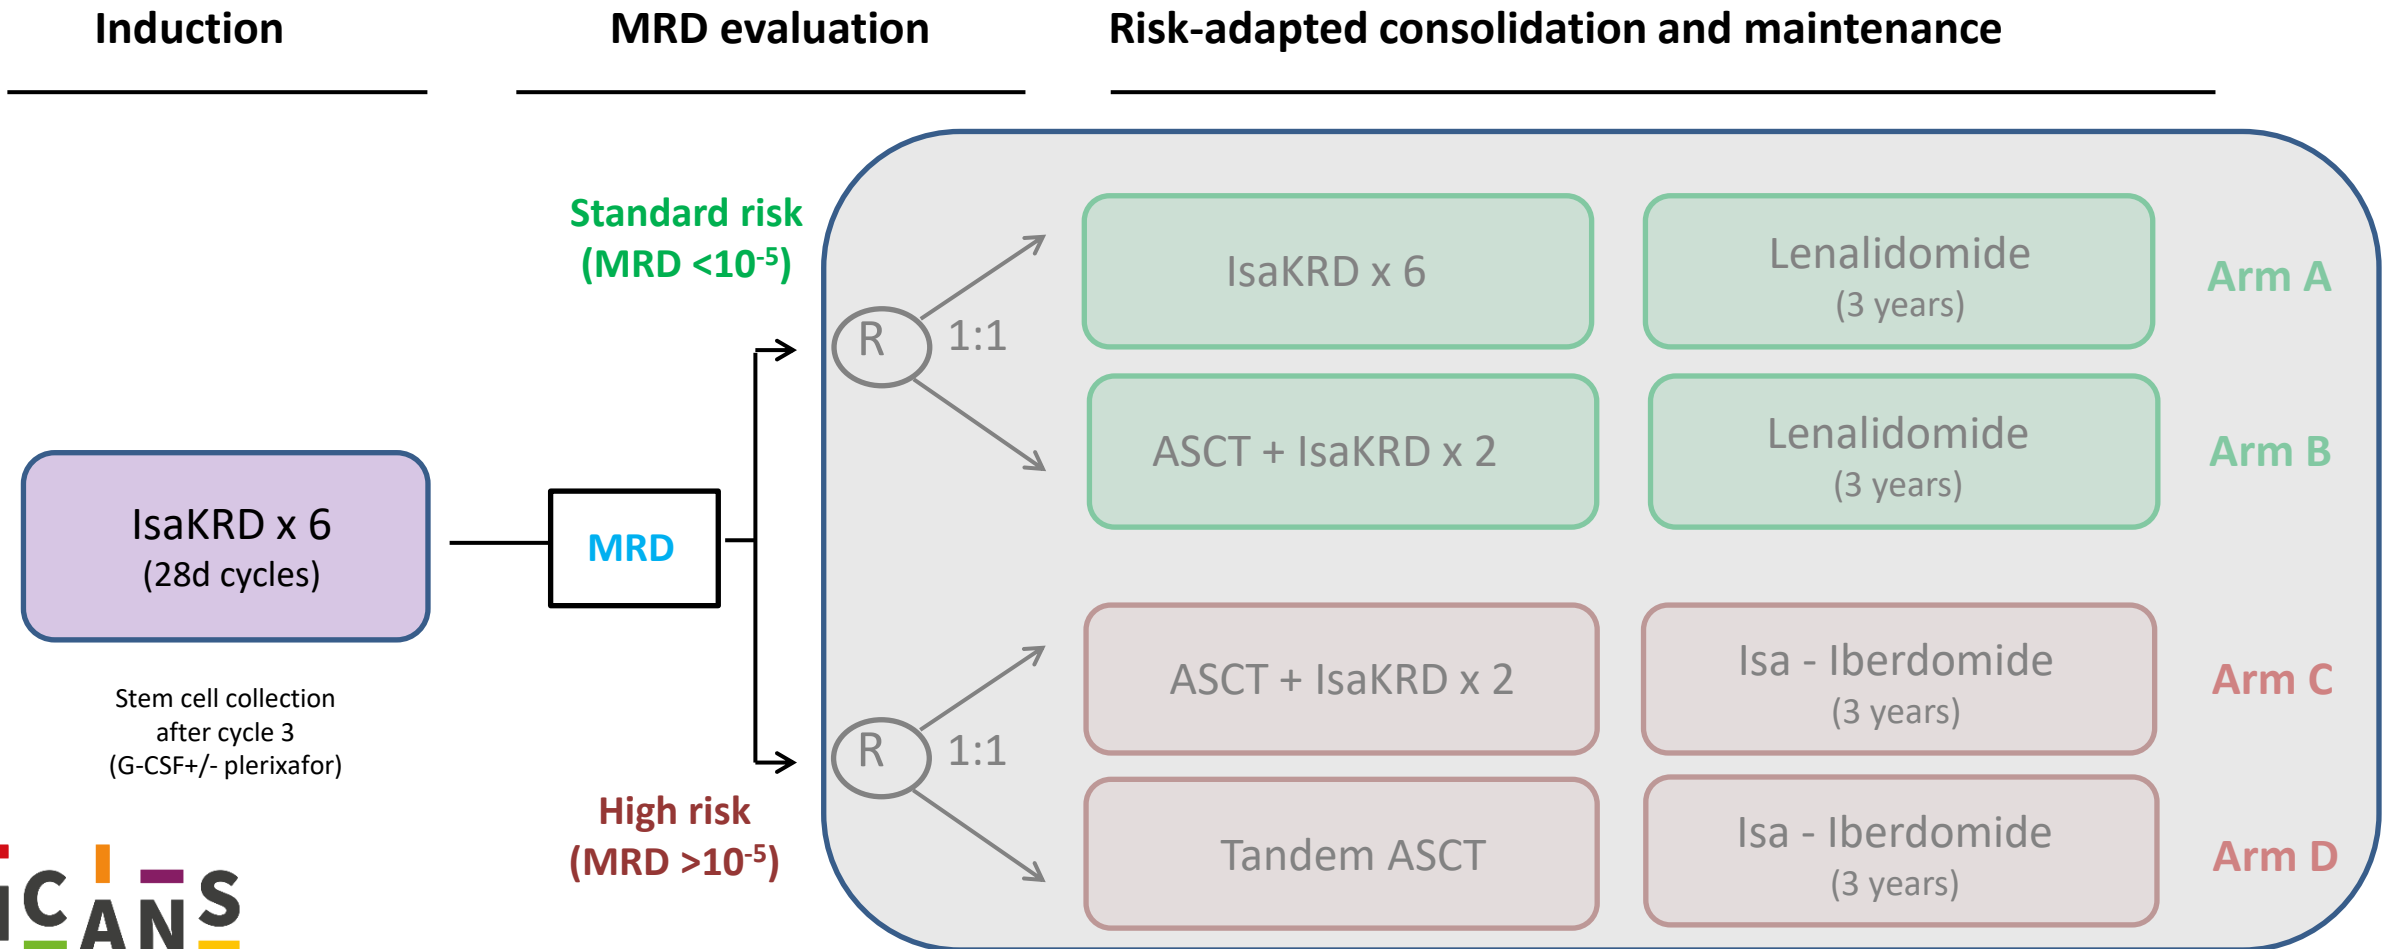 Induction
MRD evaluation
Risk-adapted consolidation and maintenance
IsaKRD x 6
(28d cycles)
Stem cell collection
after cycle 3
(G-CSF+/- plerixafor)
MRD
Standard risk
(MRD <10⁻⁵)
R
1:1
IsaKRD x 6
Lenalidomide
(3 years)
Arm A
ASCT + IsaKRD x 2
Lenalidomide
(3 years)
Arm B
High risk
(MRD >10⁻⁵)
R
1:1
ASCT + IsaKRD x 2
Isa - Iberdomide
(3 years)
Arm C
Tandem ASCT
Isa - Iberdomide
(3 years)
Arm D
iCANS